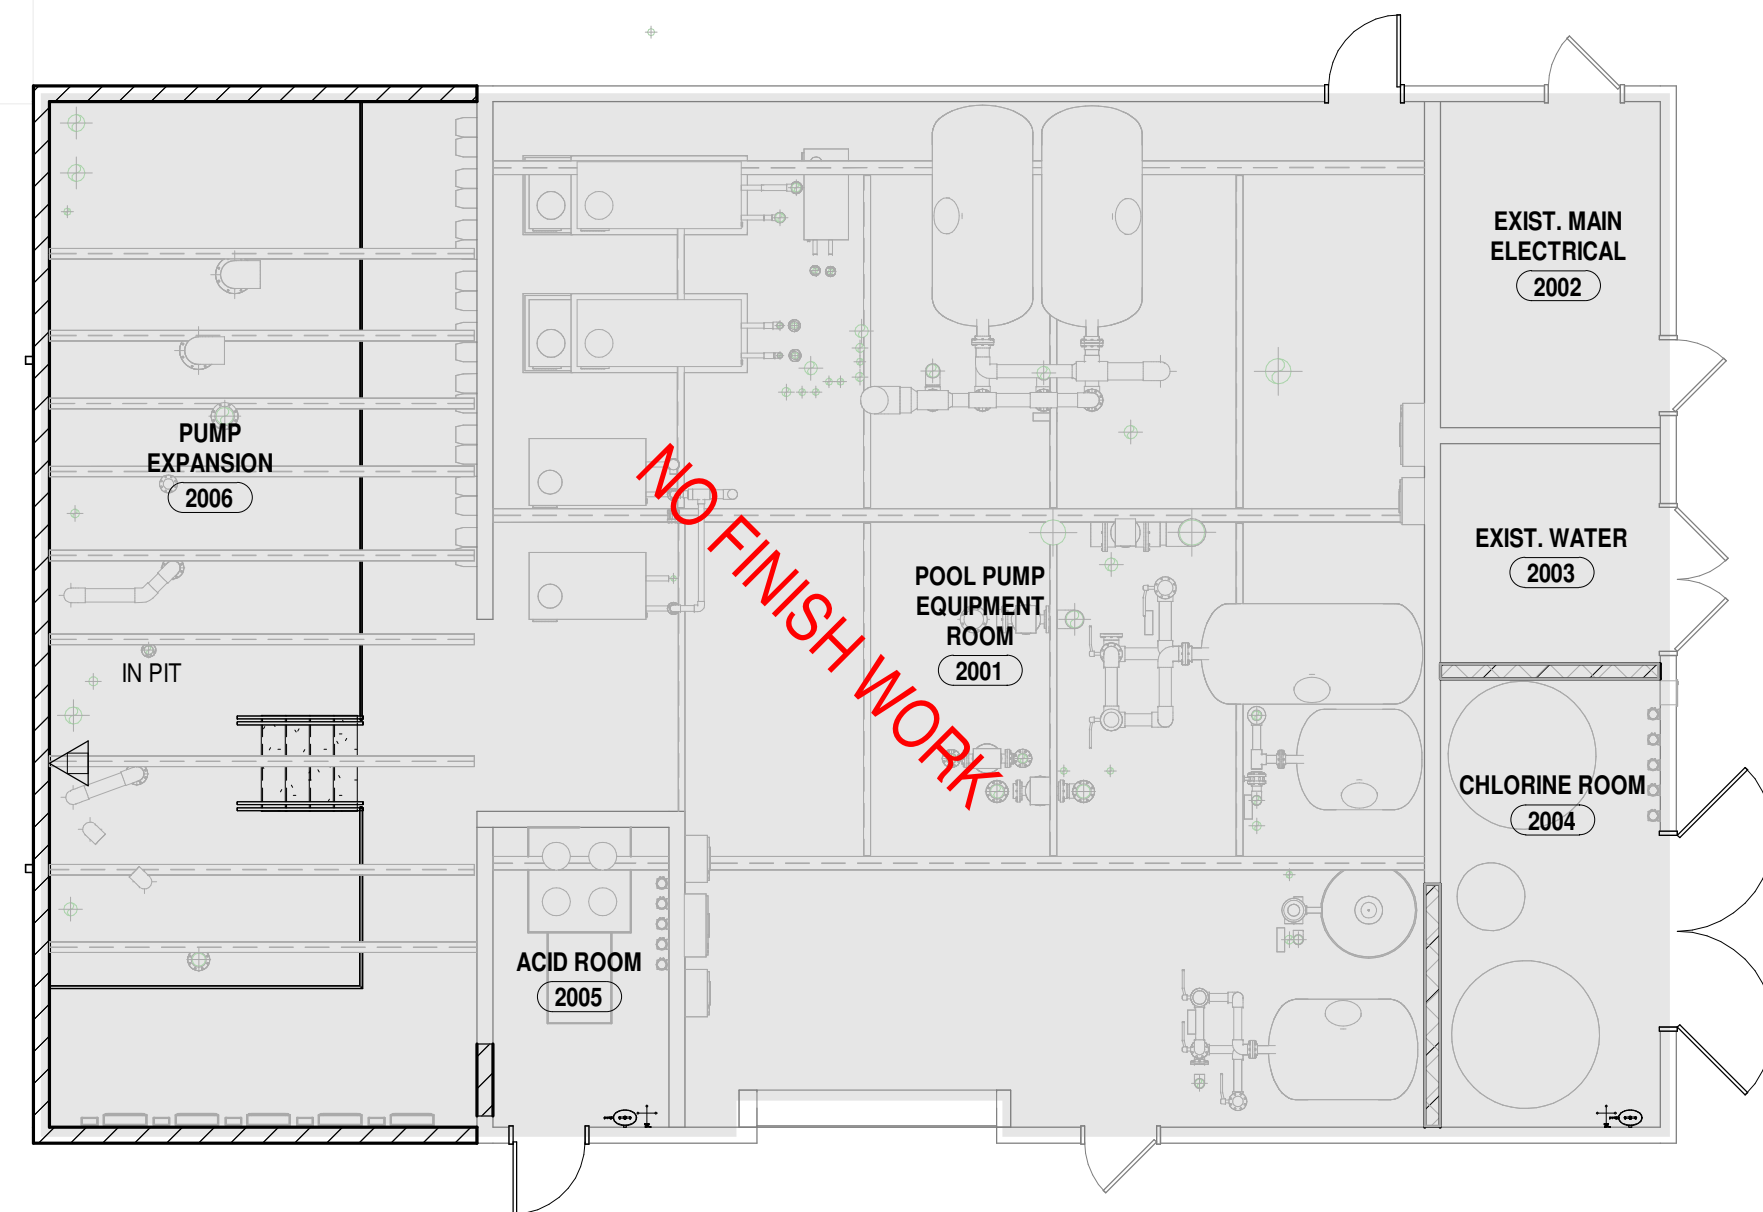 EXIST. MAIN
ELECTRICAL
2002
PUMP
EXPANSION
2006
NO FINISH WORK
EXIST. WATER
2003
POOL PUMP
EQUIPMENT
ROOM
2001
IN PIT
CHLORINE ROOM
2004
ACID ROOM
2005